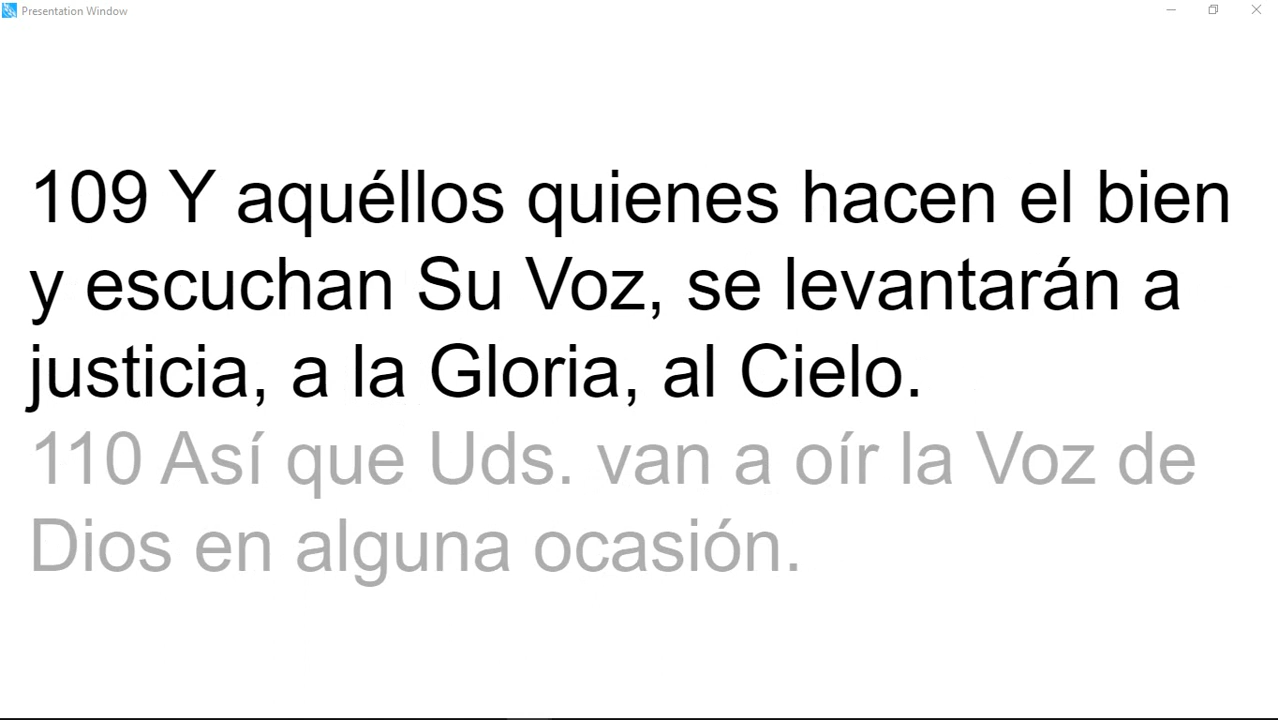 Presentation Window
109 Y aquéllos quienes hacen el bien
y escuchan Su Voz, se levantarán a
justicia, a la Gloria, al Cielo.
110 Así que Uds. van a oír la Voz de
Dios en alguna ocasión.